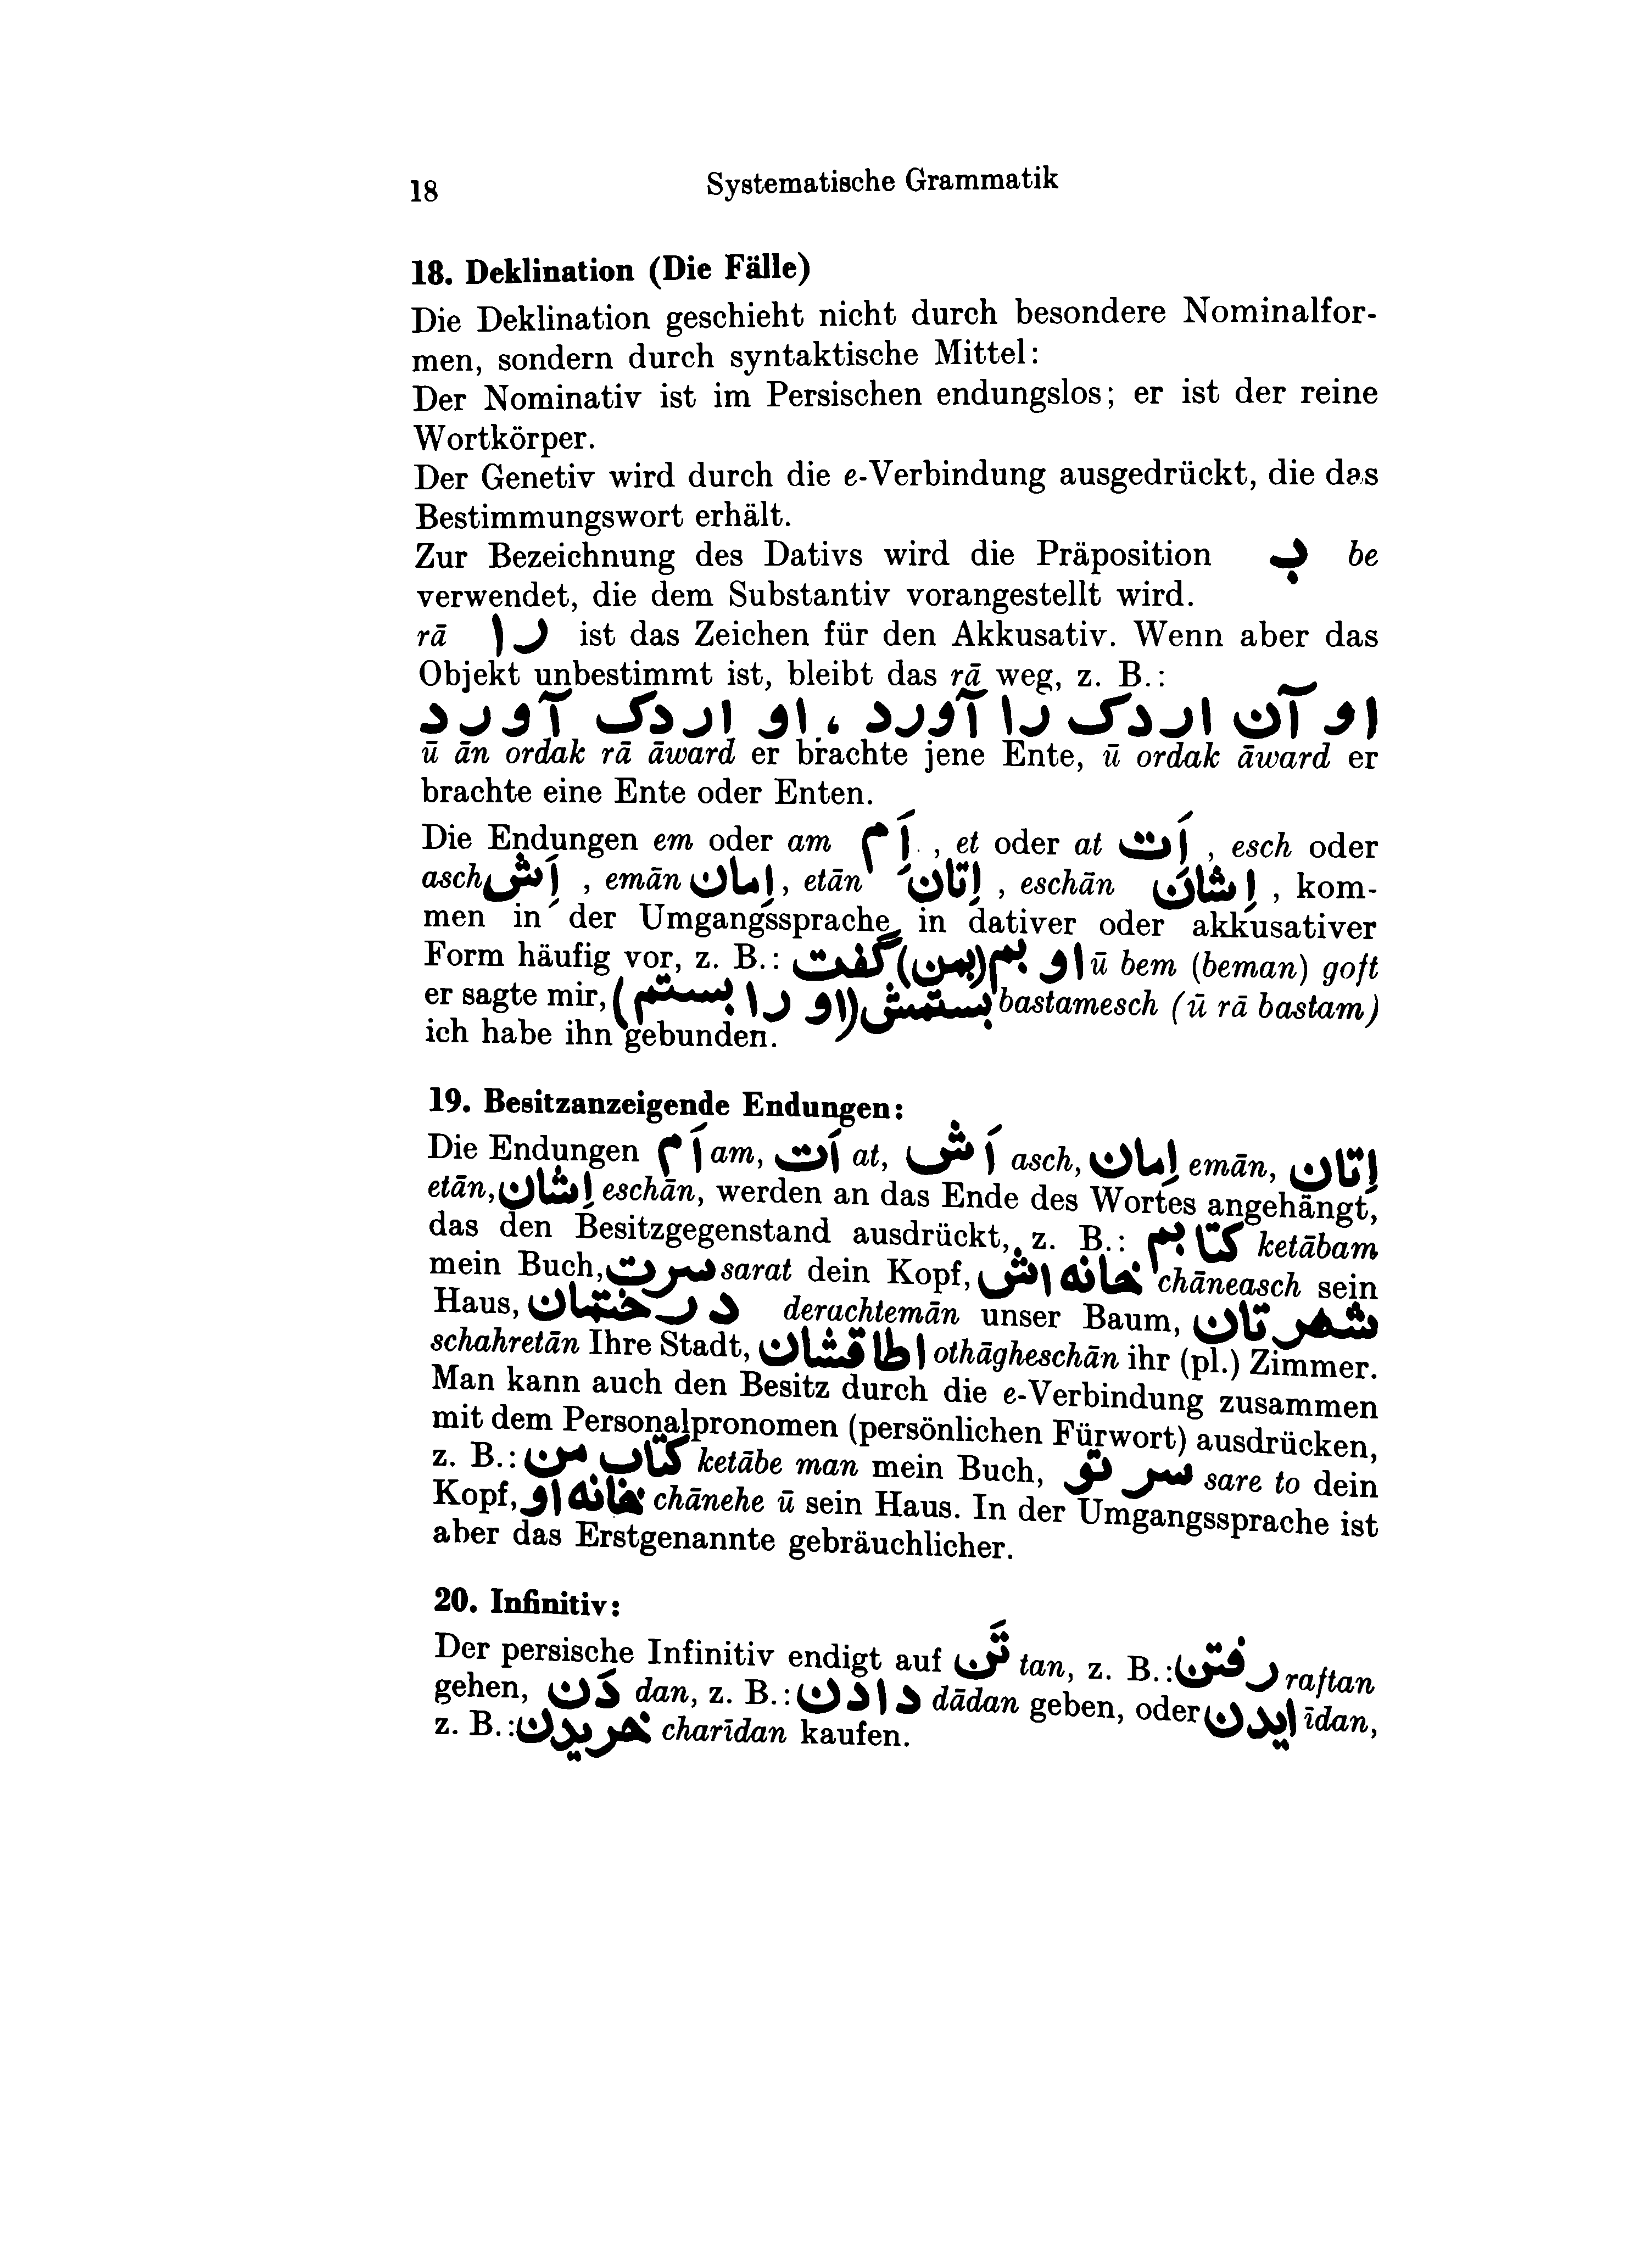 18 Systematische Grammatik
18. Deklination (Die Fälle)
Die Deklination geschieht nicht durch besondere Nominalfor-
men, sondern durch syntaktische Mittel:
Der Nominativ ist im Persischen endungslos; er ist der reine
Wortkörper.
Der Genetiv wird durch die e-Verbindung ausgedrückt, die das
Bestimmungswort erhält.
Zur Bezeichnung des Dativs wird die Präposition بـ be
verwendet, die dem Substantiv vorangestellt wird.
rā را ist das Zeichen für den Akkusativ. Wenn aber das
Objekt unbestimmt ist, bleibt das rā weg, z. B.:
او آن اردک را آورد ، او اردک آورد
ū ān ordak rā āward er brachte jene Ente, ū ordak āward er
brachte eine Ente oder Enten.
Die Endungen em oder am اَم , et oder at اَت , esch oder
asch اَِش , emān اِمان, etān اِتان , eschān اِشان , kom-
men in der Umgangssprache in dativer oder akkusativer
Form häufig vor, z. B.: او بم (بمن) گفت ū bem (beman) goft
er sagte mir, بستمش (او را بستم) bastamesch (ū rā bastam)
ich habe ihn gebunden.
19. Besitzanzeigende Endungen:
Die Endungen اَم am, اَت at, اَش asch, اِمان emān, اِتان
etān, اِشان eschān, werden an das Ende des Wortes angehängt,
das den Besitzgegenstand ausdrückt, z. B.: کتابم ketābam
mein Buch, سرت sarat dein Kopf, خانه اش chāneasch sein
Haus, درختمان derachtemān unser Baum, شهرتان
schahretān Ihre Stadt, اطاقشان othāgheschān ihr (pl.) Zimmer.
Man kann auch den Besitz durch die e-Verbindung zusammen
mit dem Personalpronomen (persönlichen Fürwort) ausdrücken,
z. B.: کتاب من ketābe man mein Buch, سر تو sare to dein
Kopf, خانه او chānehe ū sein Haus. In der Umgangssprache ist
aber das Erstgenannte gebräuchlicher.
20. Infinitiv:
Der persische Infinitiv endigt auf تَن tan, z. B.: رفتن raftan
gehen, دَن dan, z. B.: دادن dādan geben, oder ایدن īdan,
z. B.: خریدن charīdan kaufen.